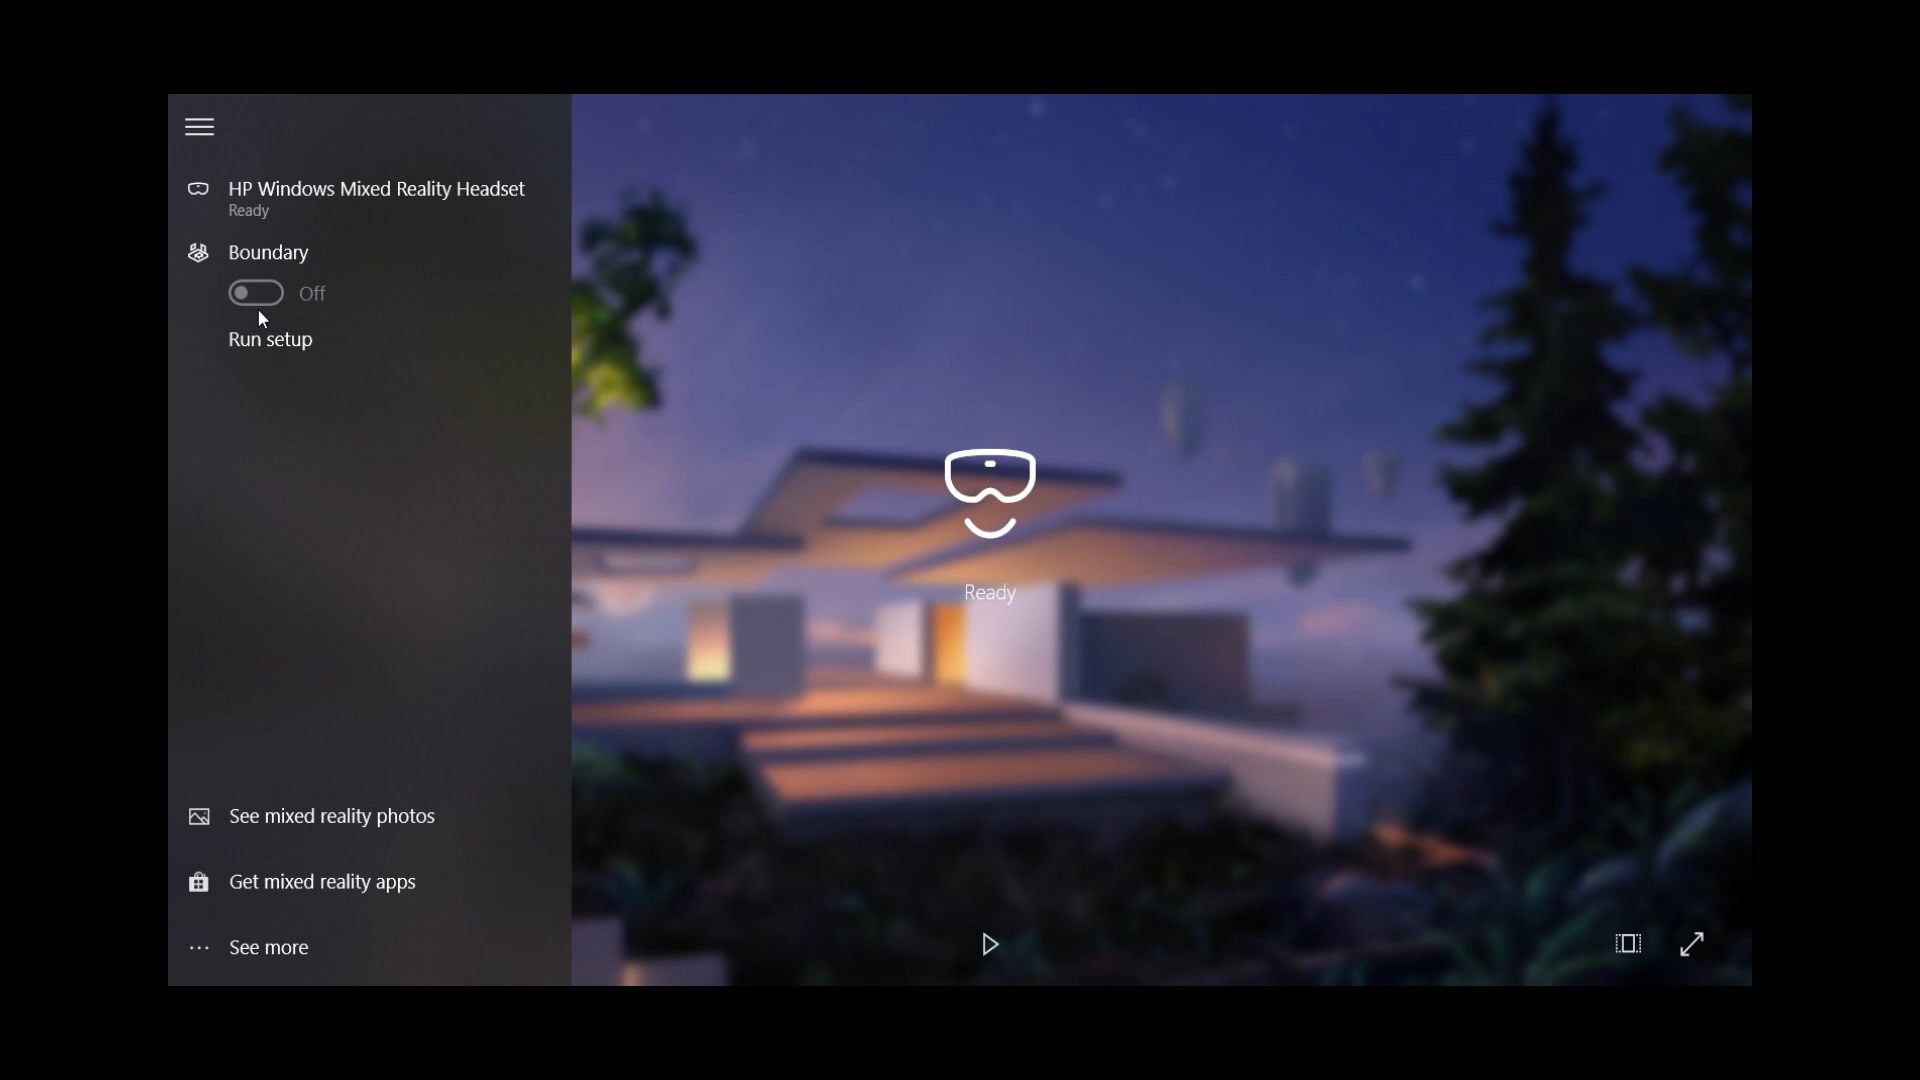 HP Windows Mixed Reality Headset
Ready
Boundary
Off
Run setup
Ready
See mixed reality photos
Get mixed reality apps
See more